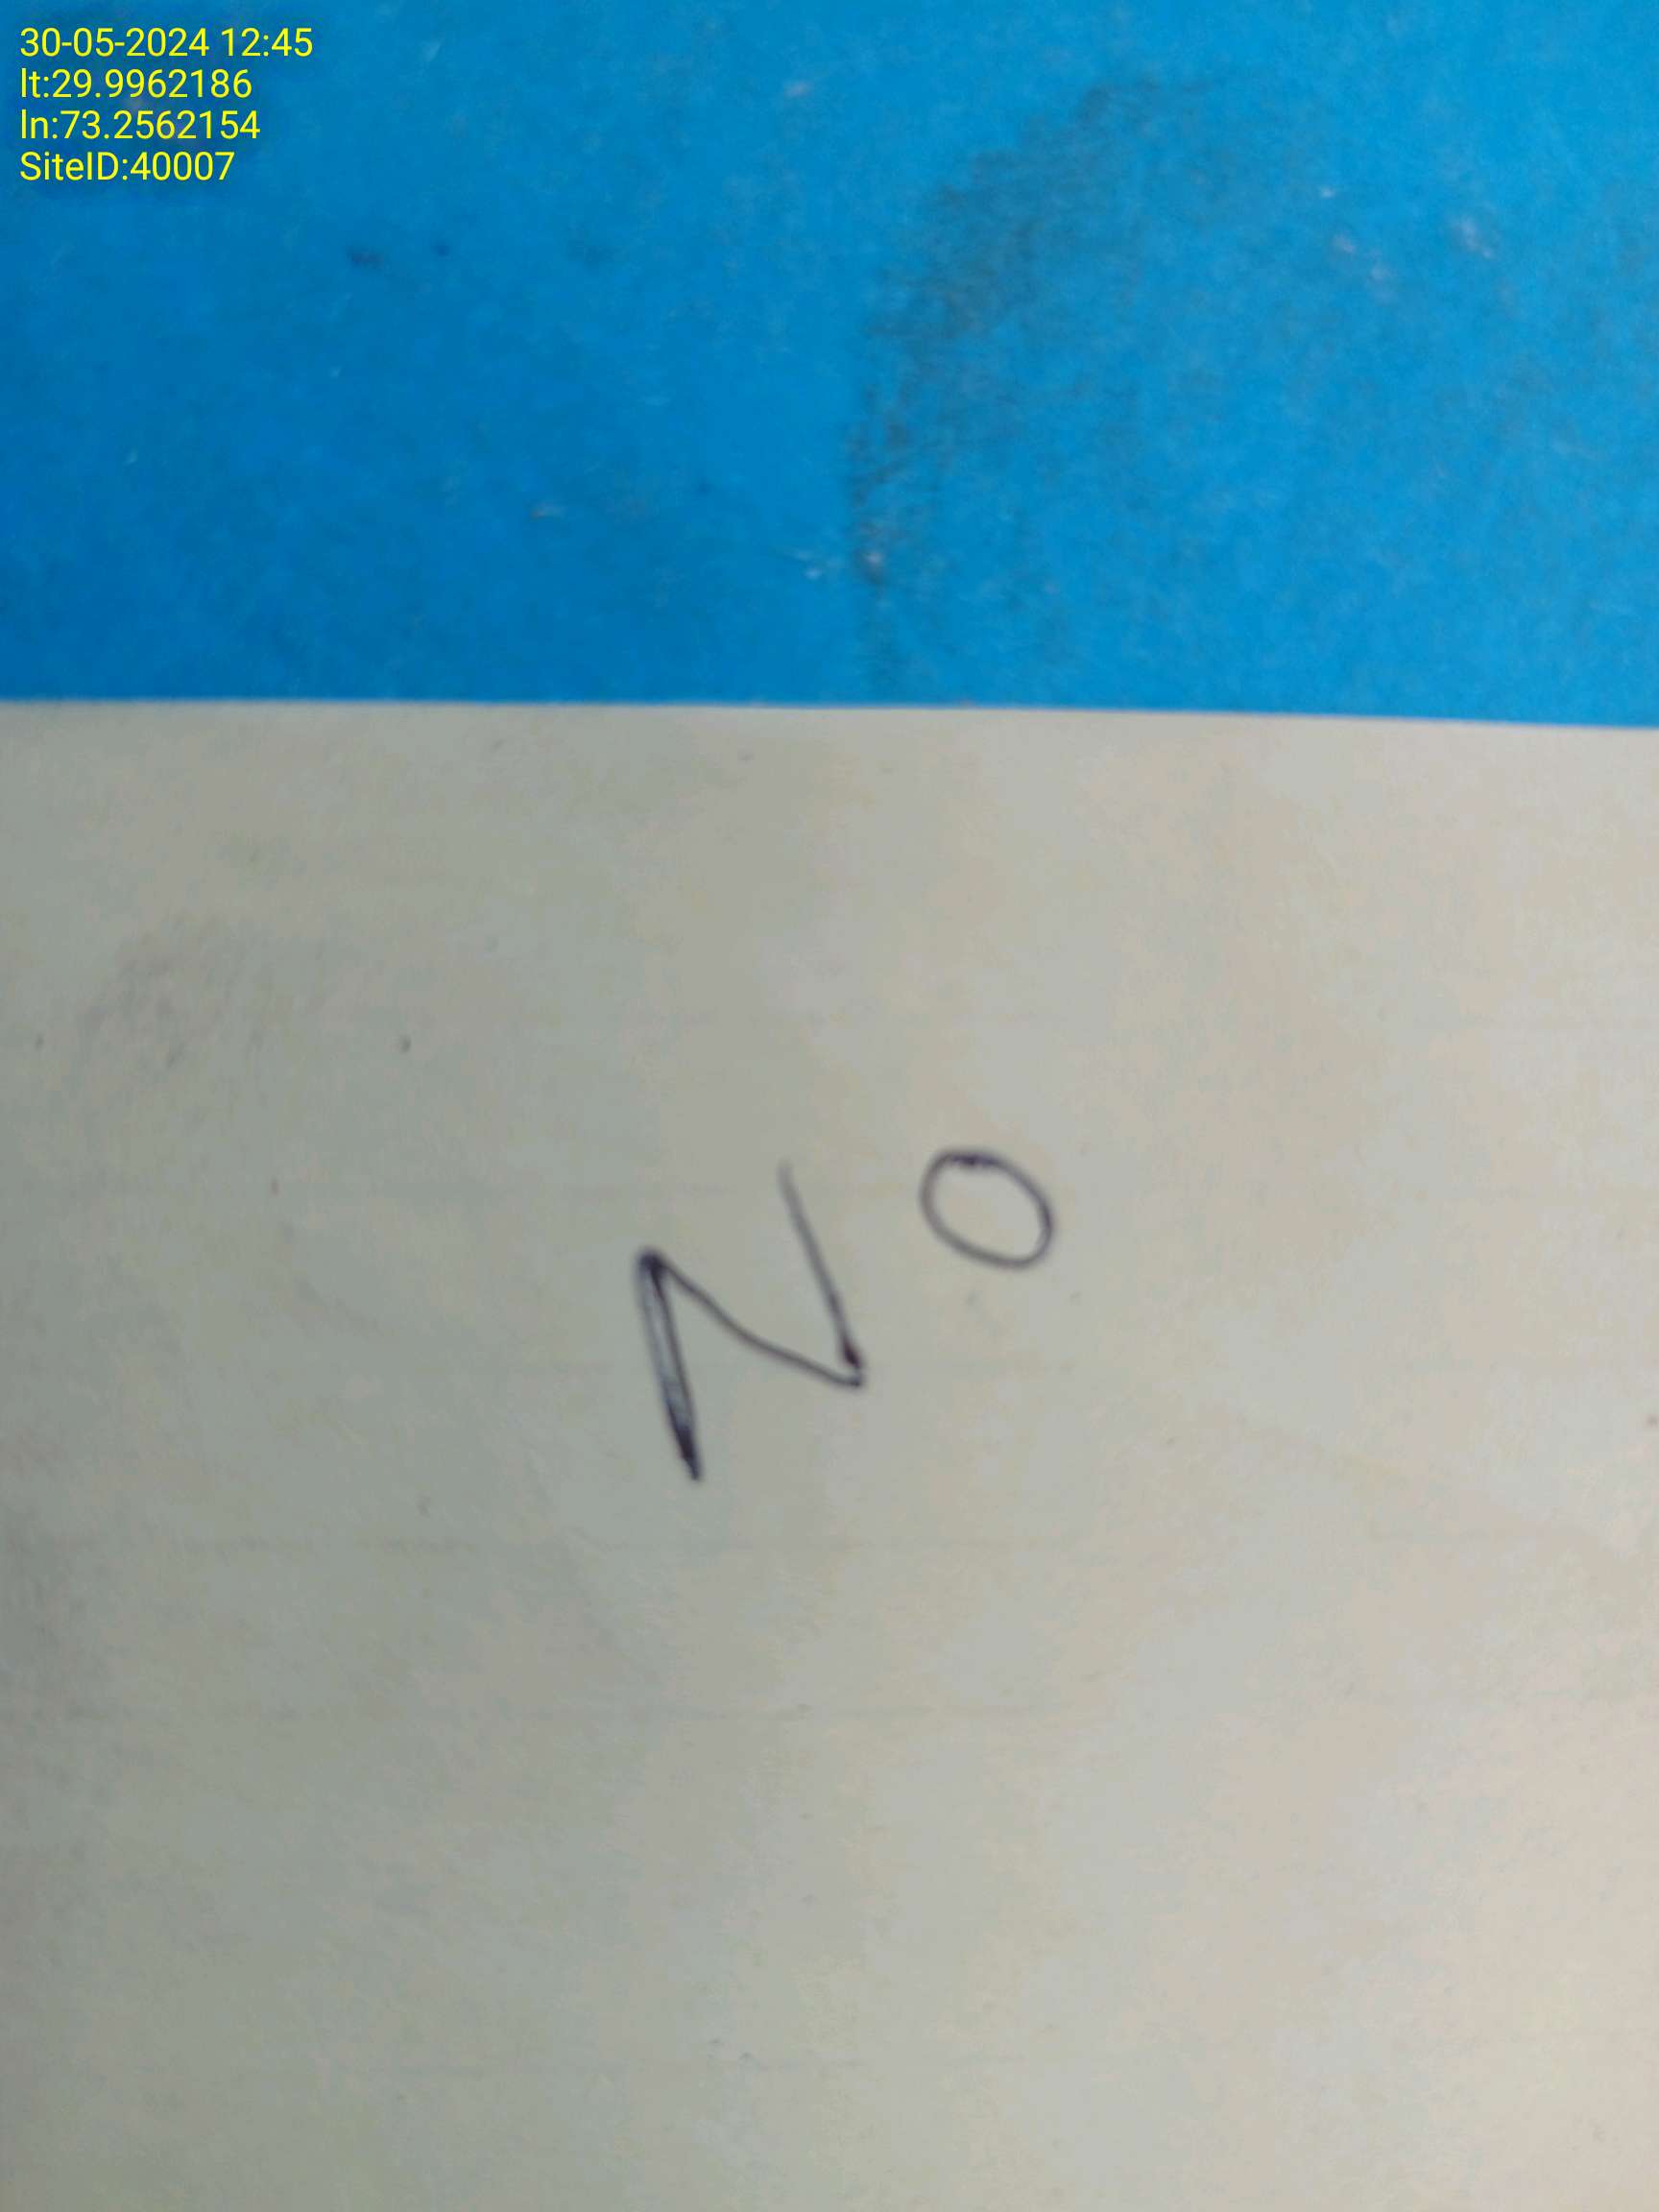 30-05-2024 12:45
lt:29.9962186
ln:73.2562154
SiteID:40007
NO